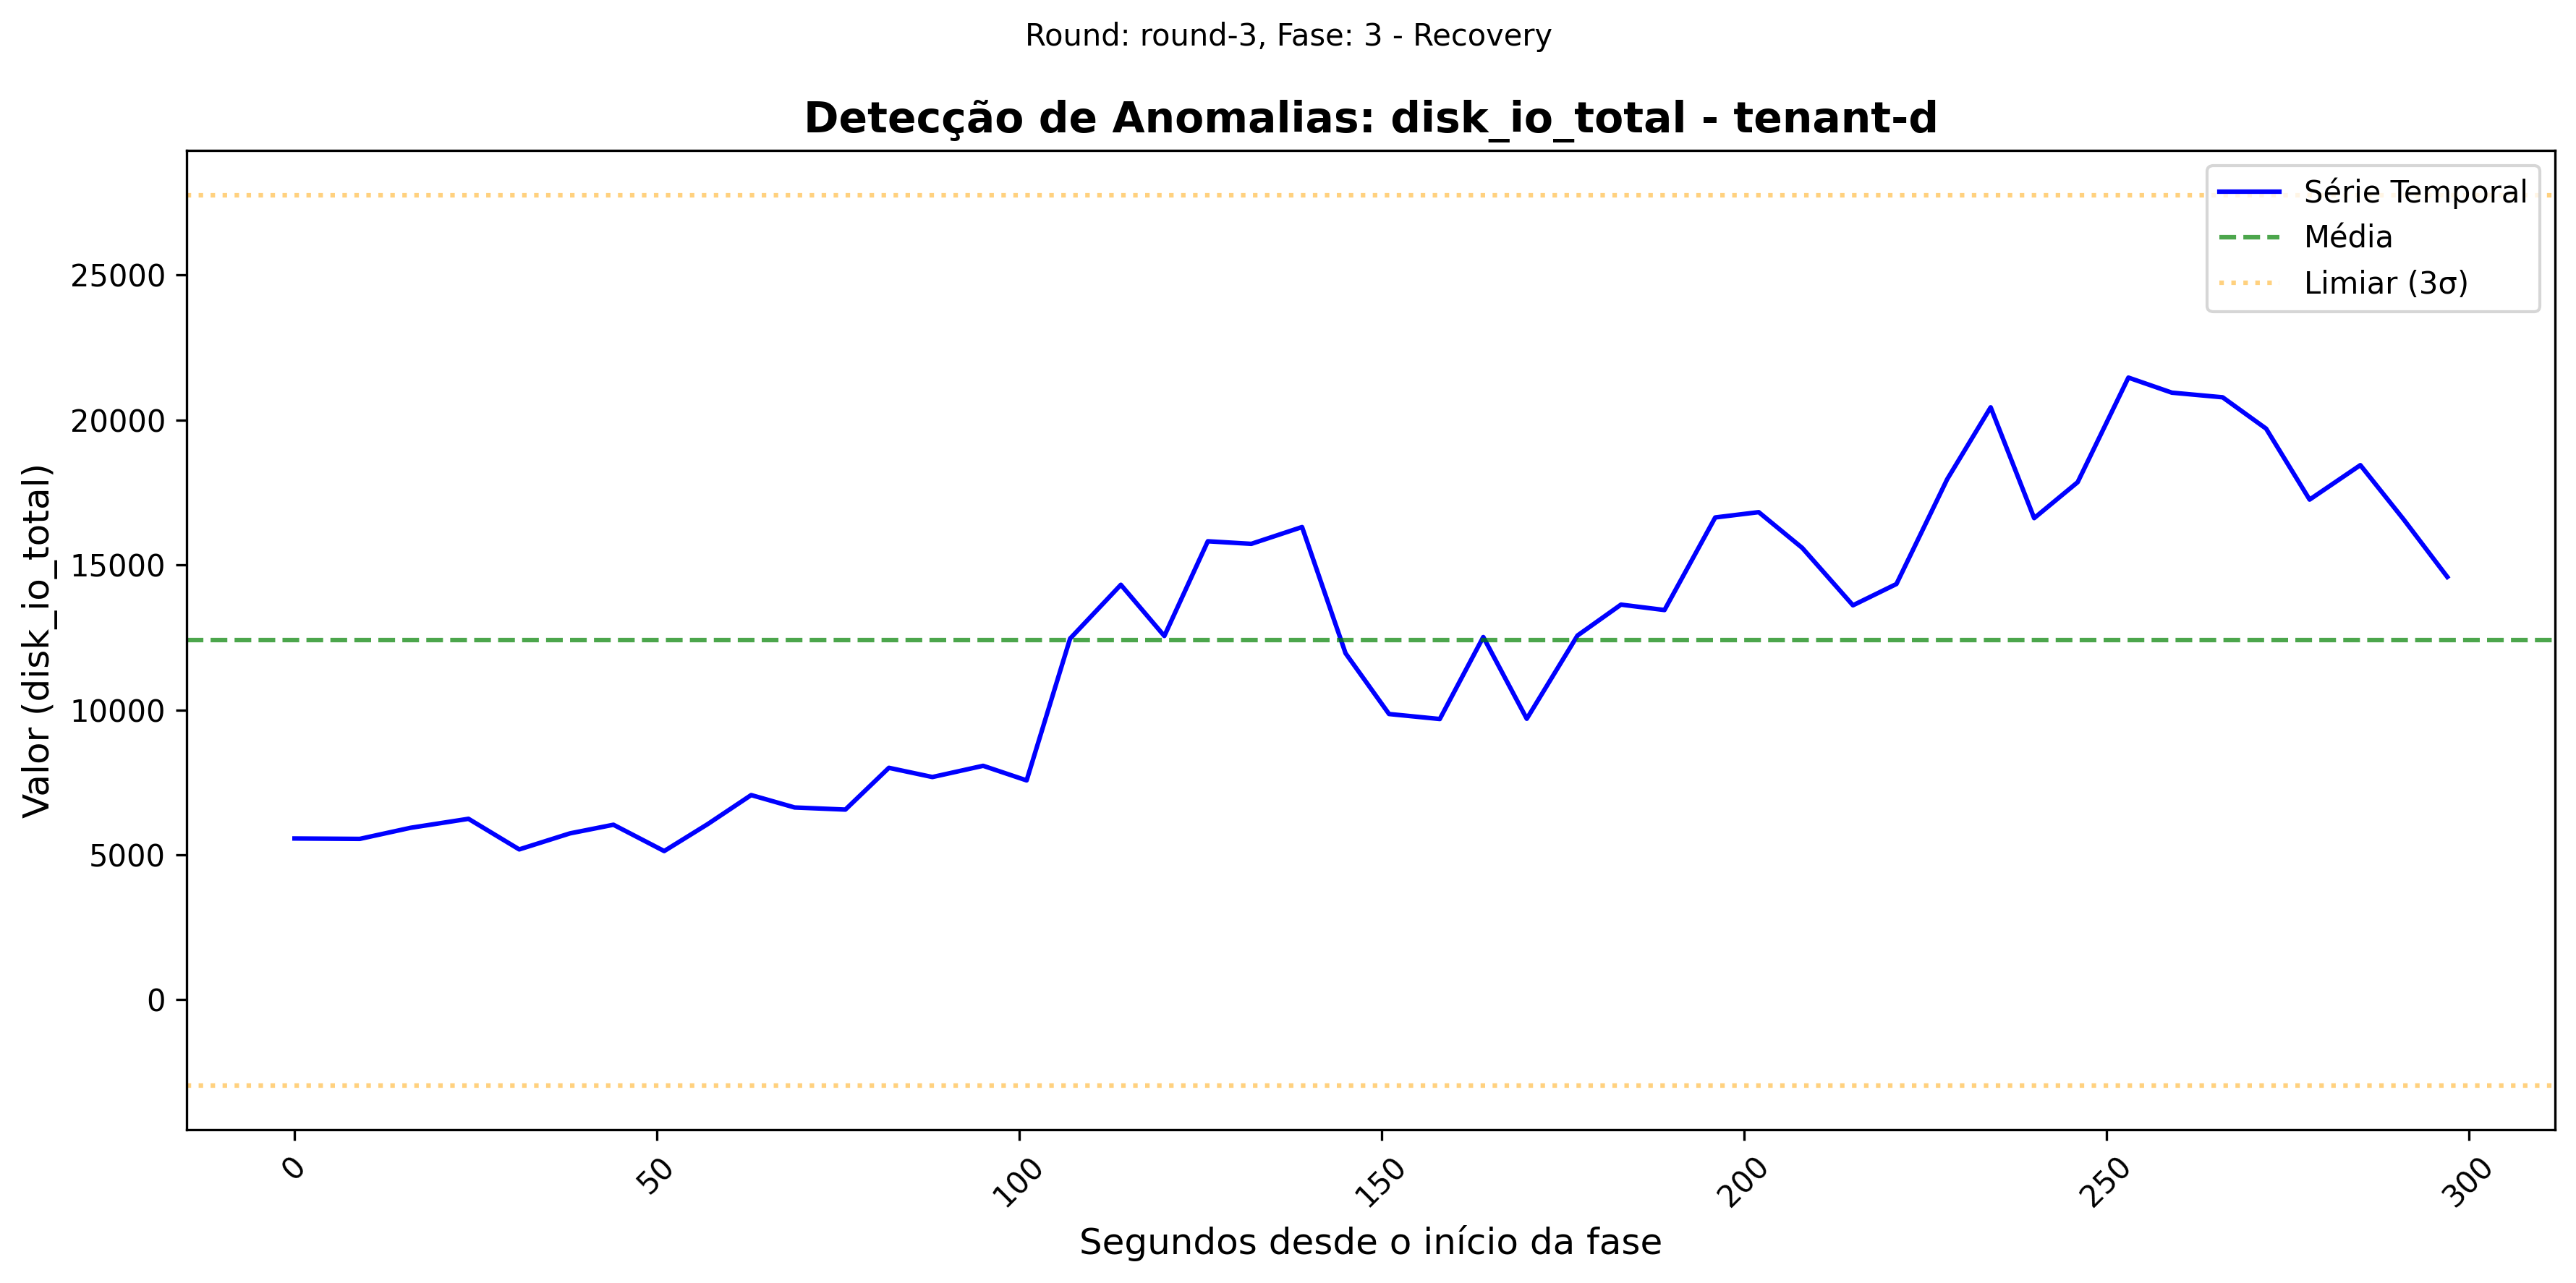 Round: round-3, Fase: 3 - Recovery
Detecção de Anomalias: disk_io_total - tenant-d
Série Temporal
Média
Limiar (3σ)
Valor (disk_io_total)
25000
20000
15000
10000
5000
0
0
50
100
150
200
250
300
Segundos desde o início da fase